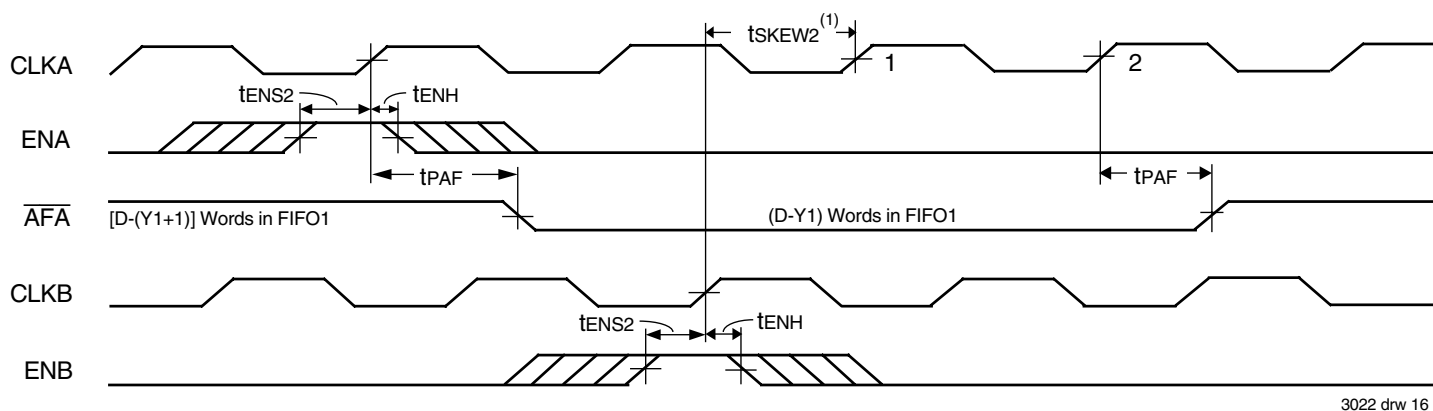 tSKEW2(1)
CLKA 1 2
tENS2 tENH
ENA
tPAF tPAF
AFA [D-(Y1+1)] Words in FIFO1 (D-Y1) Words in FIFO1
CLKB
tENS2 tENH
ENB
3022 drw 16